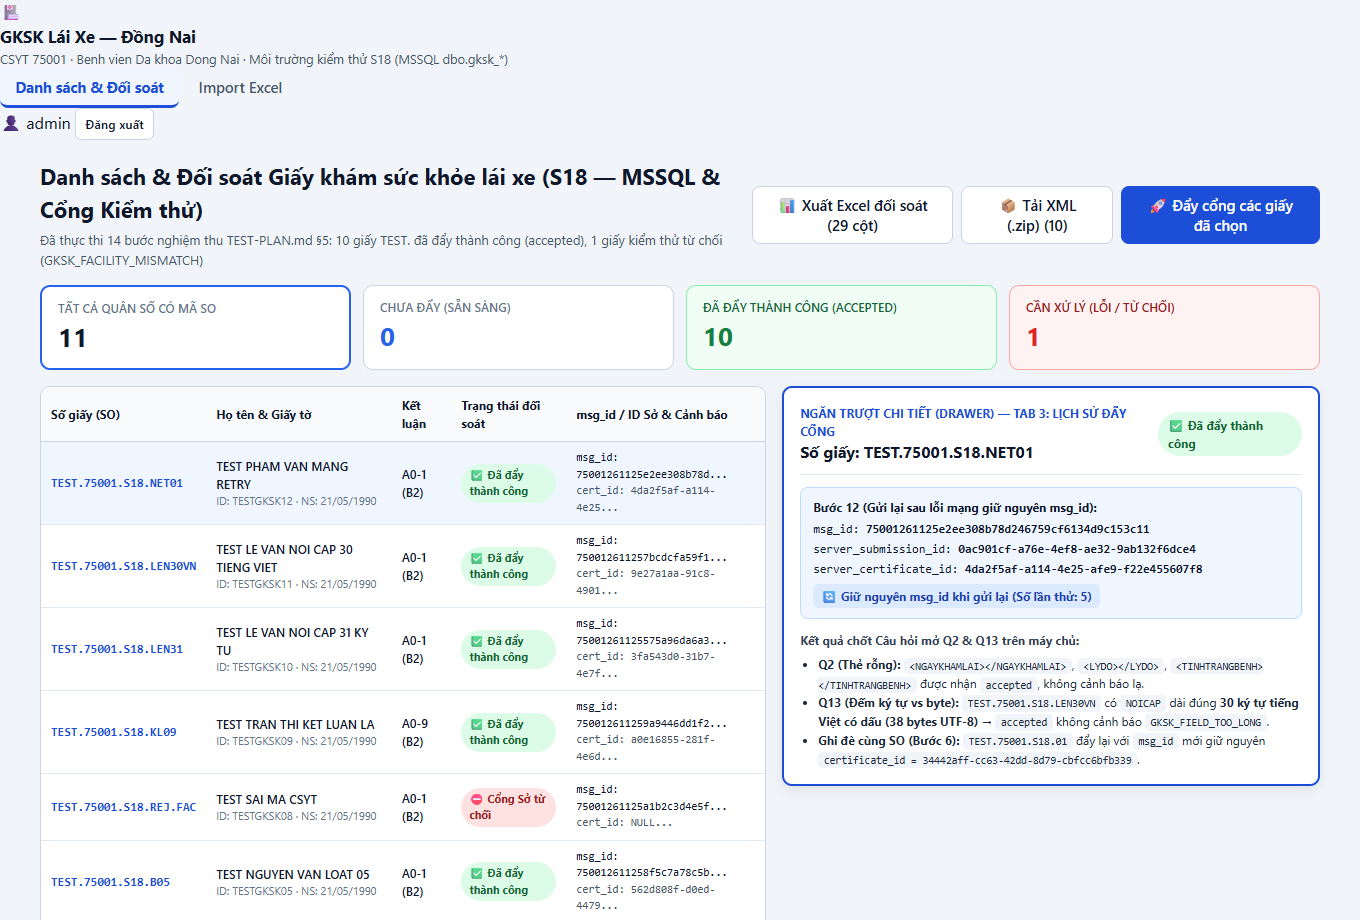 GKSK Lái Xe — Đồng Nai
CSYT 75001 · Benh vien Da khoa Dong Nai · Môi trường kiểm thử S18 (MSSQL dbo.gksk_*)
Danh sách & Đối soát
Import Excel
admin
Đăng xuất
Danh sách & Đối soát Giấy khám sức khỏe lái xe (S18 — MSSQL &
Cổng Kiểm thử)
Đã thực thi 14 bước nghiệm thu TEST-PLAN.md §5: 10 giấy TEST. đã đẩy thành công (accepted), 1 giấy kiểm thử từ chối
(GKSK_FACILITY_MISMATCH)
Xuất Excel đối soát
(29 cột)
Tải XML
(.zip) (10)
Đẩy cổng các giấy
đã chọn
TẤT CẢ QUÂN SỐ CÓ MÃ SO
11
CHƯA ĐẨY (SẴN SÀNG)
0
ĐÃ ĐẨY THÀNH CÔNG (ACCEPTED)
10
CẦN XỬ LÝ (LỖI / TỪ CHỐI)
1
Số giấy (SO)
Họ tên & Giấy tờ
Kết
luận
Trạng thái đối
soát
msg_id / ID Sở & Cảnh báo
TEST.75001.S18.NET01
TEST PHAM VAN MANG
RETRY
ID: TESTGKSK12 · NS: 21/05/1990
A0-1
(B2)
Đã đẩy
thành công
msg_id:
75001261125e2ee308b78d...
cert_id: 4da2f5af-a114-
4e25...
TEST.75001.S18.LEN30VN
TEST LE VAN NOI CAP 30
TIENG VIET
ID: TESTGKSK11 · NS: 21/05/1990
A0-1
(B2)
Đã đẩy
thành công
msg_id:
7500126112​57bcdcfa59f1...
cert_id: 9e27a1aa-91c8-
4901...
TEST.75001.S18.LEN31
TEST LE VAN NOI CAP 31 KY
TU
ID: TESTGKSK10 · NS: 21/05/1990
A0-1
(B2)
Đã đẩy
thành công
msg_id:
75001261125575a96da6a3...
cert_id: 3fa543d0-31b7-
4e7f...
TEST.75001.S18.KL09
TEST TRAN THI KET LUAN LA
ID: TESTGKSK09 · NS: 21/05/1990
A0-9
(B2)
Đã đẩy
thành công
msg_id:
750012611259a9446dd1f2...
cert_id: a0e16855-281f-
4e6d...
TEST.75001.S18.REJ.FAC
TEST SAI MA CSYT
ID: TESTGKSK08 · NS: 21/05/1990
A0-1
(B2)
Cổng Sở từ
chối
msg_id:
75001261125a1b2c3d4e5f...
cert_id: NULL...
TEST.75001.S18.B05
TEST NGUYEN VAN LOAT 05
ID: TESTGKSK05 · NS: 21/05/1990
A0-1
(B2)
Đã đẩy
thành công
msg_id:
750012611258f5c7a78c5b...
cert_id: 562d808f-d0ed-
4479...
NGĂN TRƯỢT CHI TIẾT (DRAWER) — TAB 3: LỊCH SỬ ĐẨY
CỔNG
Số giấy: TEST.75001.S18.NET01
Đã đẩy thành
công
Bước 12 (Gửi lại sau lỗi mạng giữ nguyên msg_id):
msg_id: 75001261125e2ee308b78d246759cf6134d9c153c11
server_submission_id: 0ac901cf-a76e-4ef8-ae32-9ab132f6dce4
server_certificate_id: 4da2f5af-a114-4e25-afe9-f22e455607f8
Giữ nguyên msg_id khi gửi lại (Số lần thử: 5)
Kết quả chốt Câu hỏi mở Q2 & Q13 trên máy chủ:
• Q2 (Thẻ rỗng): <NGAYKHAMLAI></NGAYKHAMLAI> , <LYDO></LYDO> , <TINHTRANGBENH>
</TINHTRANGBENH> được nhận accepted , không cảnh báo lạ.
• Q13 (Đếm ký tự vs byte): TEST.75001.S18.LEN30VN có NOICAP dài đúng 30 ký tự tiếng
Việt có dấu (38 bytes UTF-8) → accepted không cảnh báo GKSK_FIELD_TOO_LONG .
• Ghi đè cùng SO (Bước 6): TEST.75001.S18.01 đẩy lại với msg_id mới giữ nguyên
certificate_id = 34442aff-cc63-42dd-8d79-cbfcc6bfb339 .